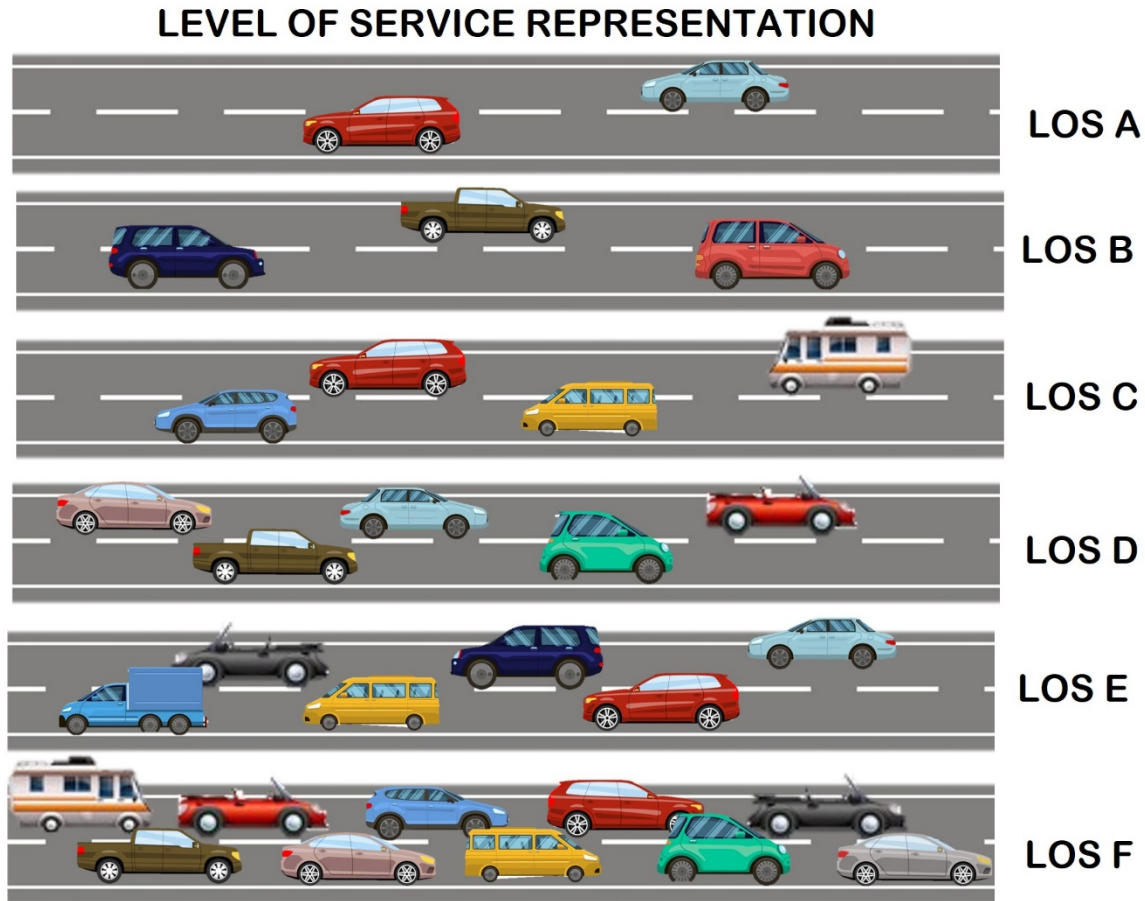 LEVEL OF SERVICE REPRESENTATION
LOS A
LOS B
LOS C
LOS D
LOS E
LOS F